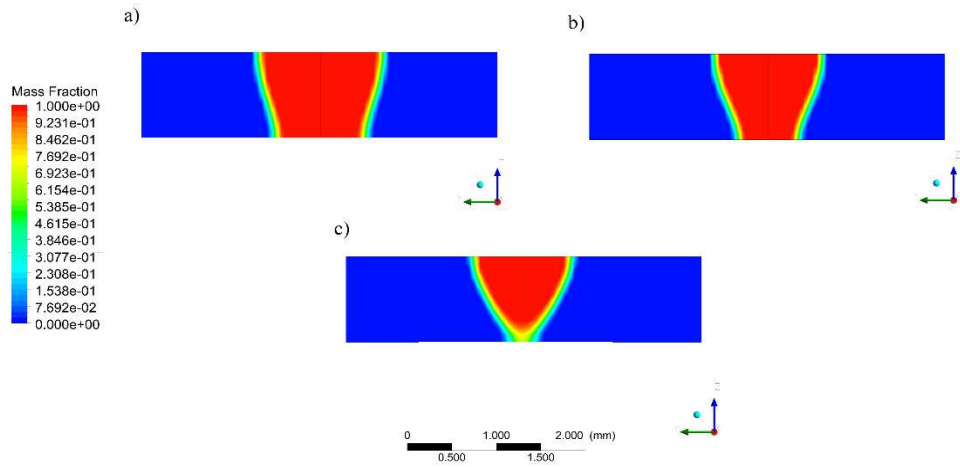 a)
b)
Mass Fraction
1.000e+00
9.231e-01
8.462e-01
7.692e-01
6.923e-01
6.154e-01
5.385e-01
4.615e-01
3.846e-01
3.077e-01
2.308e-01
1.538e-01
7.692e-02
0.000e+00
Z
c)
Z
0 1.000 2.000 (mm)
0.500 1.500